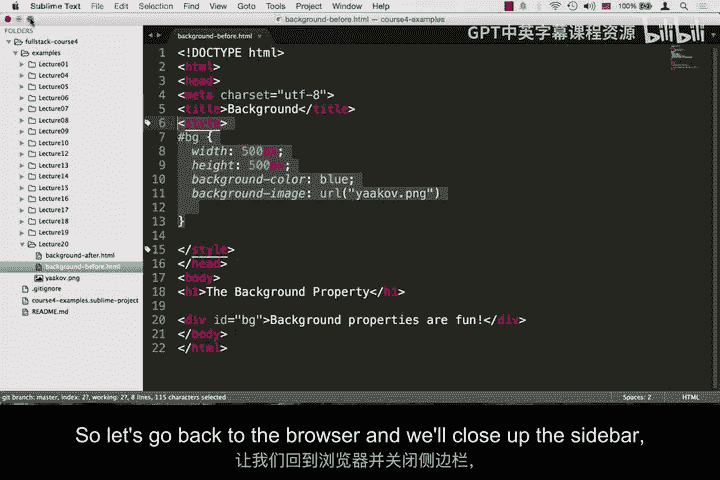 Sublime Text File Edit Selection Find View Goto Tools Project Window Help 100%
background-before.html — course4-examples
GPT中英字幕课程资源 bilibili
FOLDERS
fullstack-course4
examples
Lecture01
Lecture04
Lecture05
Lecture06
Lecture07
Lecture08
Lecture09
Lecture10
Lecture12
Lecture13
Lecture14
Lecture15
Lecture16
Lecture17
Lecture18
Lecture19
Lecture20
background-after.html
background-before.html
yaakov.png
.gitignore
course4-examples.sublime-project
README.md
background-before.html
1 <!DOCTYPE html>
2 <html>
3 <head>
4 <meta charset="utf-8">
5 <title>Background</title>
6 <style>
7 #bg {
8 width: 500px;
9 height: 500px;
10 background-color: blue;
11 background-image: url("yaakov.png")
12
13 }
14
15 </style>
16 </head>
17 <body>
18 <h1>The Background Property</h1>
19
20 <div id="bg">Background properties are fun!</div>
21 </body>
22 </html>
git branch: master, index: 2?, working: 2?, 8 lines, 115 characters selected
Spaces: 2 HTML
So let's go back to the browser and we'll close up the sidebar,
让我们回到浏览器并关闭侧边栏,